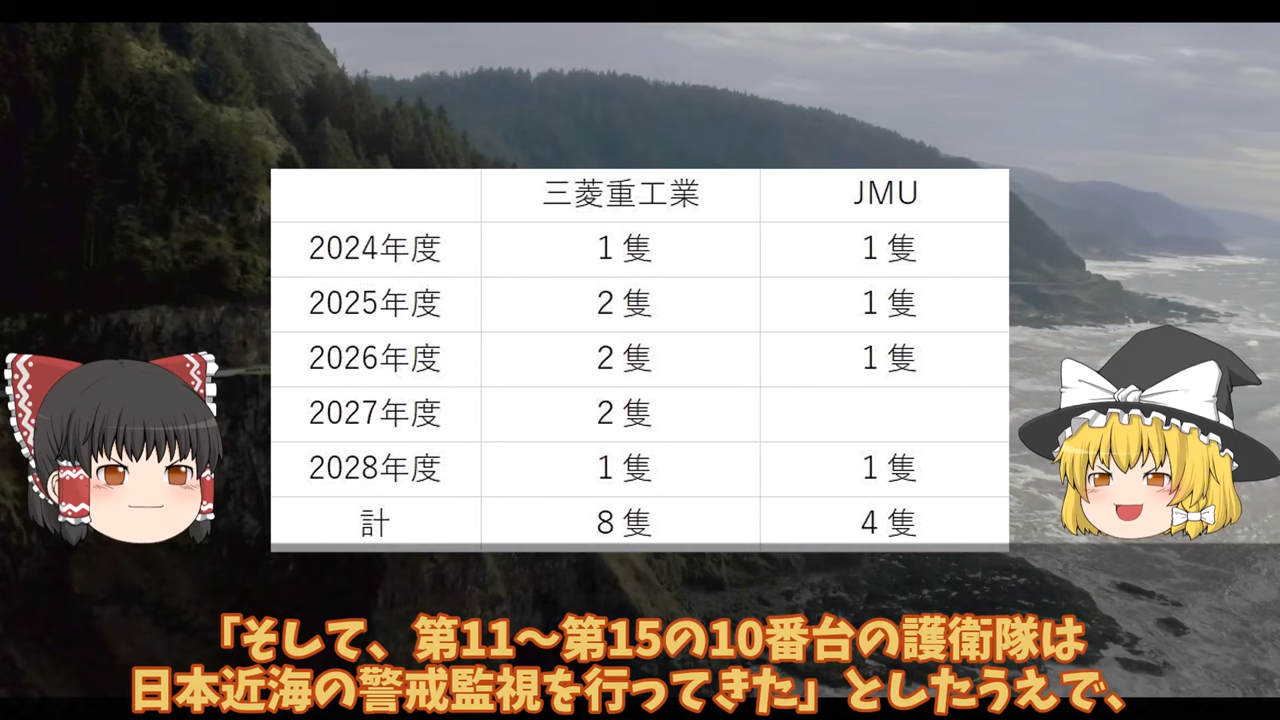 三菱重工業 JMU
2024年度 1隻 1隻
2025年度 2隻 1隻
2026年度 2隻 1隻
2027年度 2隻
2028年度 1隻 1隻
計 8隻 4隻
「そして、第11～第15の10番台の護衛隊は
日本近海の警戒監視を行ってきた」としたうえで、